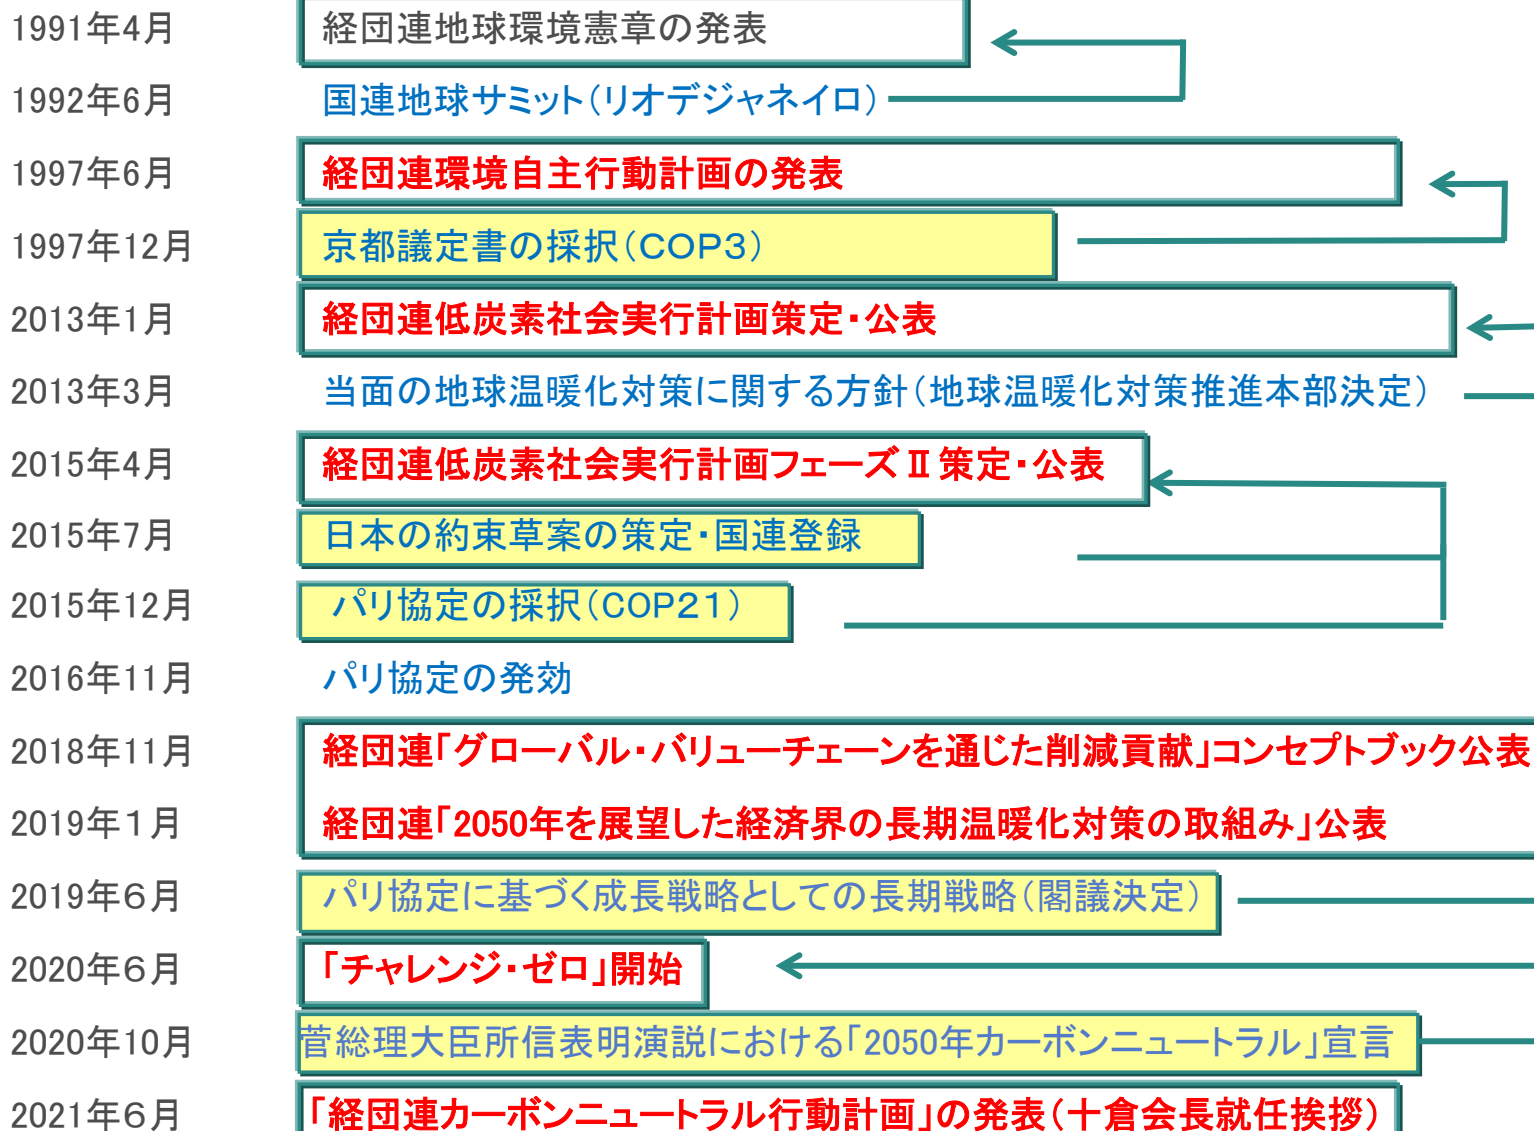 1991年4月 経団連地球環境憲章の発表
1992年6月 国連地球サミット(リオデジャネイロ)
1997年6月 経団連環境自主行動計画の発表
1997年12月 京都議定書の採択(COP3)
2013年1月 経団連低炭素社会実行計画策定・公表
2013年3月 当面の地球温暖化対策に関する方針(地球温暖化対策推進本部決定)
2015年4月 経団連低炭素社会実行計画フェーズⅡ策定・公表
2015年7月 日本の約束草案の策定・国連登録
2015年12月 パリ協定の採択(COP21)
2016年11月 パリ協定の発効
2018年11月 経団連「グローバル・バリューチェーンを通じた削減貢献」コンセプトブック公表
2019年1月 経団連「2050年を展望した経済界の長期温暖化対策の取組み」公表
2019年6月 パリ協定に基づく成長戦略としての長期戦略(閣議決定)
2020年6月 「チャレンジ・ゼロ」開始
2020年10月 菅総理大臣所信表明演説における「2050年カーボンニュートラル」宣言
2021年6月 「経団連カーボンニュートラル行動計画」の発表(十倉会長就任挨拶)